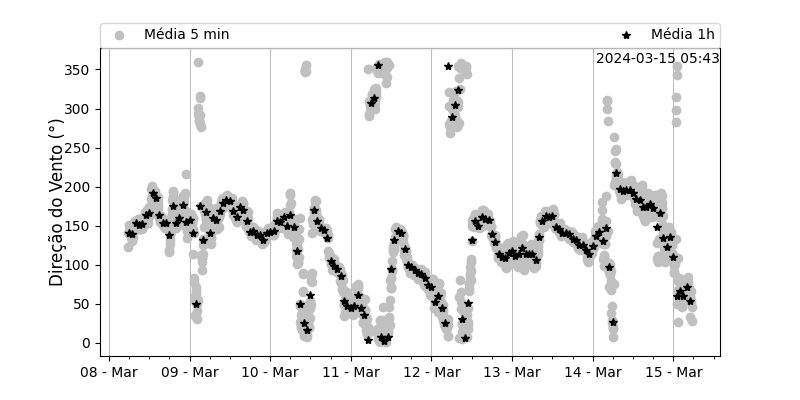 Média 5 min
Média 1h
2024-03-15 05:43
Direção do Vento (°)
350
300
250
200
150
100
50
0
08 - Mar
09 - Mar
10 - Mar
11 - Mar
12 - Mar
13 - Mar
14 - Mar
15 - Mar